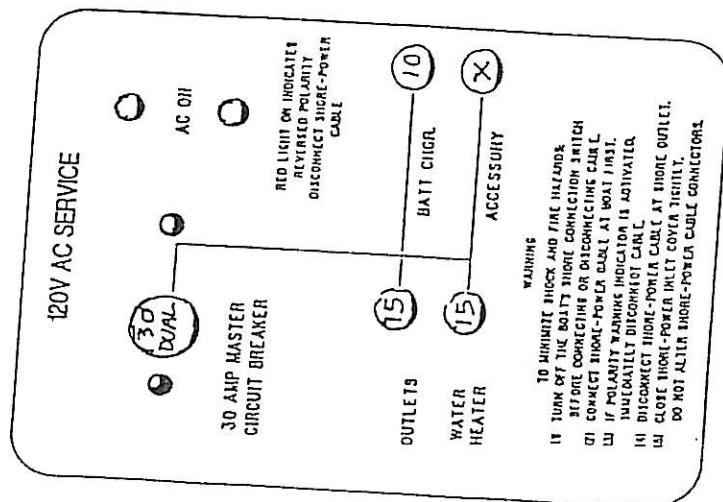 120V AC SERVICE
30
DUAL
AC ON
30 AMP MASTER
CIRCUIT BREAKER
RED LIGHT ON INDICATES
REVERSED POLARITY
DISCONNECT SHORE-POWER
CABLE
OUTLETS
15
BATT CHGR.
10
WATER
HEATER
15
ACCESSORY
X
WARNING
TO MINIMIZE SHOCK AND FIRE HAZARDS:
(1) TURN OFF THE BOAT'S SHORE CONNECTION SWITCH
BEFORE CONNECTING OR DISCONNECTING CABLE.
(2) CONNECT SHORE-POWER CABLE AT BOAT FIRST.
(3) IF POLARITY WARNING INDICATOR IS ACTIVATED,
IMMEDIATELY DISCONNECT CABLE.
(4) DISCONNECT SHORE-POWER CABLE AT SHORE OUTLET.
(5) CLOSE SHORE-POWER INLET COVER TIGHTLY.
DO NOT ALTER SHORE-POWER CABLE CONNECTORS.